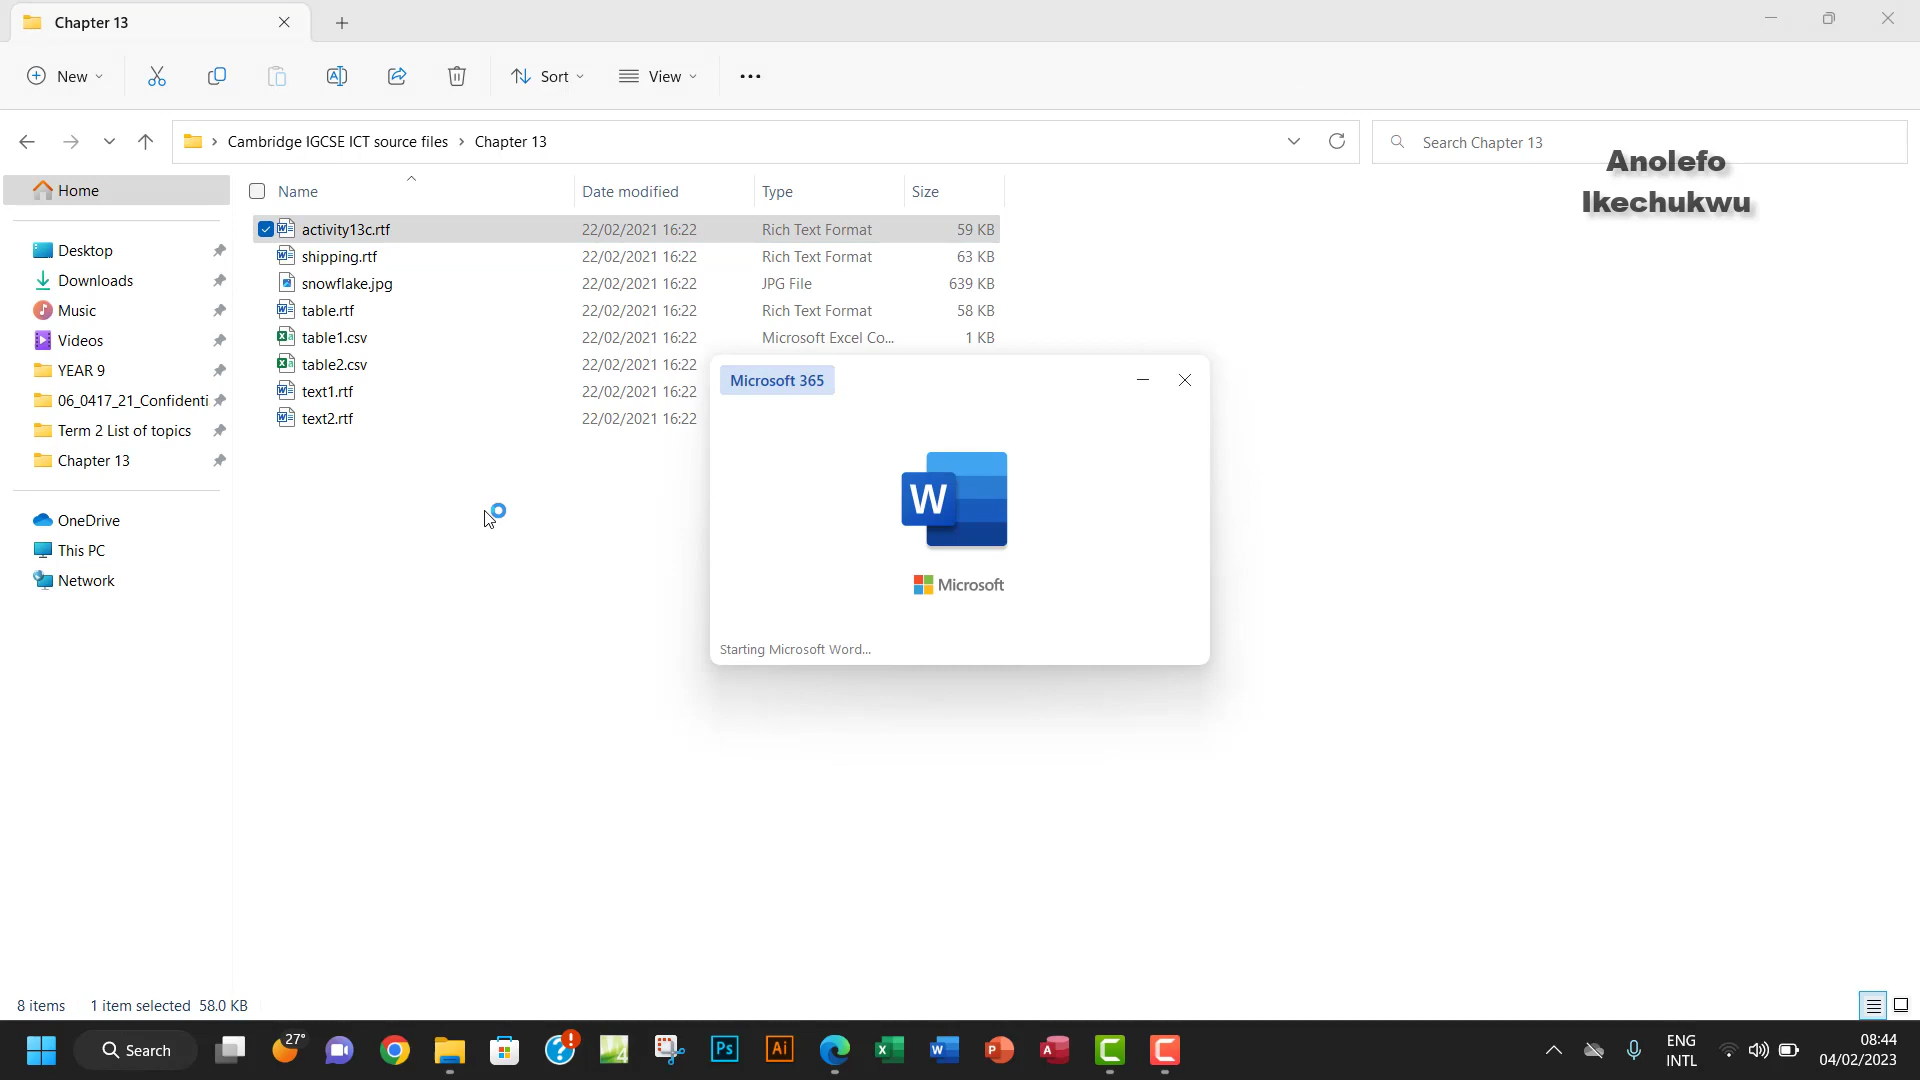 Chapter 13
New
Sort
View
Cambridge IGCSE ICT source files
Chapter 13
Search Chapter 13
Anolefo
Ikechukwu
Home
Name
Date modified
Type
Size
activity13c.rtf 22/02/2021 16:22 Rich Text Format 59 KB
shipping.rtf 22/02/2021 16:22 Rich Text Format 63 KB
snowflake.jpg 22/02/2021 16:22 JPG File 639 KB
table.rtf 22/02/2021 16:22 Rich Text Format 58 KB
table1.csv 22/02/2021 16:22 Microsoft Excel Co... 1 KB
table2.csv 22/02/2021 16:22
text1.rtf 22/02/2021 16:22
text2.rtf 22/02/2021 16:22
Desktop
Downloads
Music
Videos
YEAR 9
06_0417_21_Confidenti
Term 2 List of topics
Chapter 13
OneDrive
This PC
Network
Microsoft 365
W
Microsoft
Starting Microsoft Word...
8 items
1 item selected 58.0 KB
Search
27°
Ps
Ai
ENG
INTL
08:44
04/02/2023